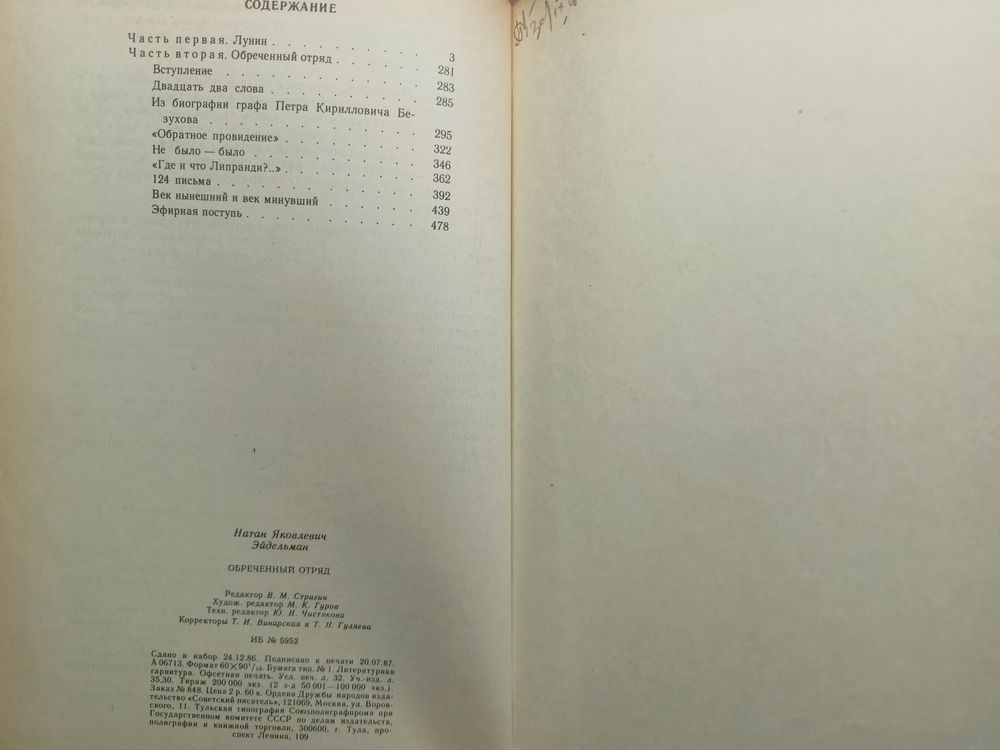 СОДЕРЖАНИЕ
Часть первая. Лунин . . . . . . . . . . 3
Часть вторая. Обреченный отряд . . . . . . 281
Вступление . . . . . . . . . . . . 283
Двадцать два слова . . . . . . . . . . 285
Из биографии графа Петра Кирилловича Бе-
зухова . . . . . . . . . . . . . 295
«Обратное провидение» . . . . . . . . . 322
Не было — было . . . . . . . . . . . 346
«Где и что Липранди?..» . . . . . . . . . 362
124 письма . . . . . . . . . . . . 392
Век нынешний и век минувший . . . . . . 439
Эфирная поступь . . . . . . . . . . . 478
Натан Яковлевич
Эйдельман
ОБРЕЧЕННЫЙ ОТРЯД
Редактор В. М. Стригин
Худож. редактор М. К. Гуров
Техн. редактор Ю. Н. Чистякова
Корректоры Т. И. Винарская и Т. Н. Гуляева
ИБ № 5952
Сдано в набор 24.12.86. Подписано к печати 20.07.87.
А 06713. Формат 60×90¹/₁₆. Бумага тип. № 1. Литературная
гарнитура. Офсетная печать. Усл. печ. л. 32. Уч.-изд. л.
35,30. Тираж 200 000 экз. (2 з-д 50 001—100 000 экз.).
Заказ № 848. Цена 2 р. 60 к. Ордена Дружбы народов изда-
тельство «Советский писатель», 121069, Москва, ул. Воров-
ского, 11. Тульская типография Союзполиграфпрома при
Государственном комитете СССР по делам издательств,
полиграфии и книжной торговли, 300600, г. Тула, про-
спект Ленина, 109